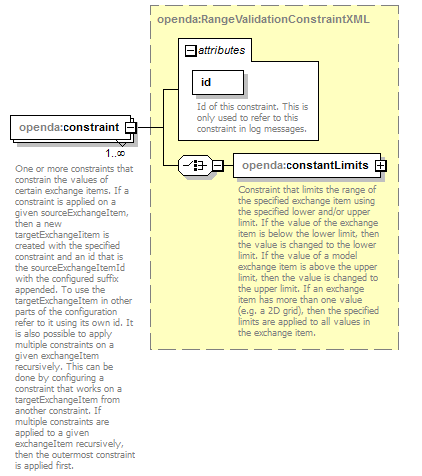 openda:RangeValidationConstraintXML
attributes
id
Id of this constraint. This is
only used to refer to this
constraint in log messages.
openda:constraint
1..∞
openda:constantLimits
One or more constraints that
constrain the values of
certain exchange items. If a
constraint is applied on a
given sourceExchangeItem,
then a new
targetExchangeItem is
created with the specified
constraint and an id that is
the sourceExchangeItemId
with the configured suffix
appended. To use the
targetExchangeItem in other
parts of the configuration
refer to it using its own id. It
is also possible to apply
multiple constraints on a
given exchangeItem
recursively. This can be
done by configuring a
constraint that works on a
targetExchangeItem from
another constraint. If
multiple constraints are
applied to a given
exchangeItem recursively,
then the outermost constraint
is applied first.
Constraint that limits the range of
the specified exchange item using
the specified lower and/or upper
limit. If the value of the exchange
item is below the lower limit, then
the value is changed to the lower
limit. If the value of a model
exchange item is above the upper
limit, then the value is changed to
the upper limit. If an exchange
item has more than one value
(e.g. a 2D grid), then the specified
limits are applied to all values in
the exchange item.